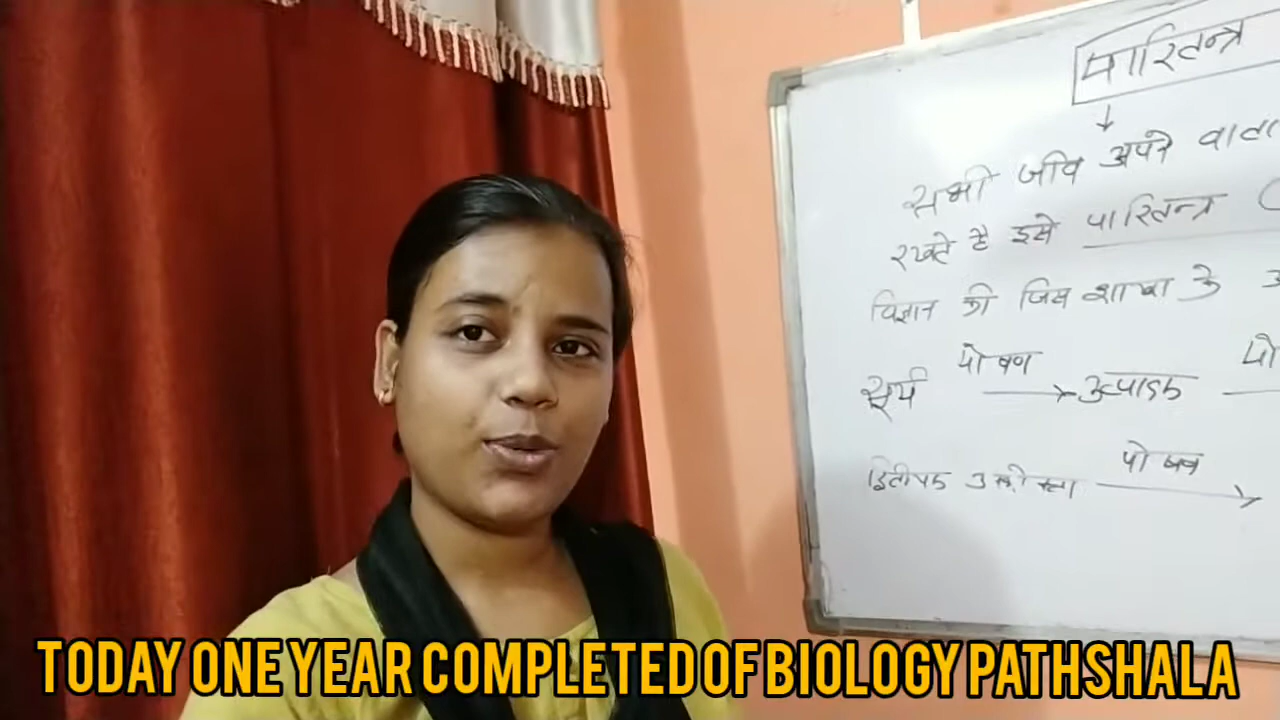 पारितन्त्र
सभी जीव अपने वाता
रखते है इसे पारितन्त्र
विज्ञान की जिस शाखा के
सूर्य पोषण उत्पादक पो
द्वितीयक उपभोक्ता पोषण
TODAY ONE YEAR COMPLETED OF BIOLOGY PATHSHALA